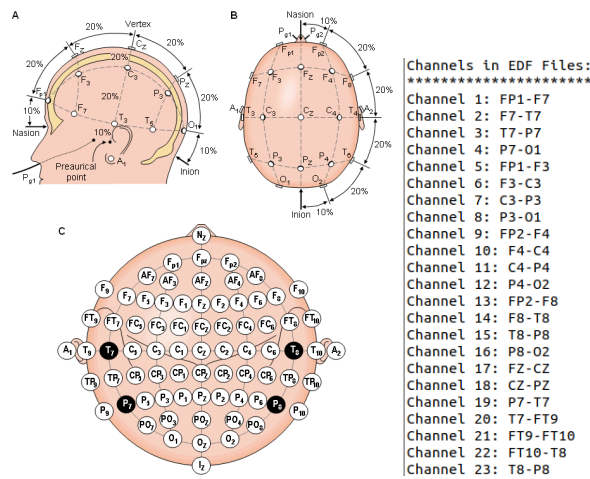 A
Vertex
20%
Fz
Cz
20%
20%
20%
F3
C3
Pz
Fp1
20%
P3
20%
10%
F7
T3
T5
O1
Nasion
10%
10%
Preaurical
point
A1
Inion
Pg1
B
Nasion
10%
Pg1
Pg2
20%
Fp1
Fp2
F7
F3
Fz
F4
F8
20%
A1
T3
C3
Cz
C4
T4
A2
20%
T5
P3
Pz
P4
T6
20%
O1
O2
Inion
10%
C
Nz
Fp1
Fpz
Fp2
AF7
AF3
AFz
AF4
AF8
F9
F7
F5
F3
F1
Fz
F2
F4
F6
F8
F10
FT9
FT7
FC5
FC3
FC1
FCz
FC2
FC4
FC6
FT8
FT10
A1
T9
T7
C5
C3
C1
Cz
C2
C4
C6
T8
T10
A2
TP9
TP7
CP5
CP3
CP1
CPz
CP2
CP4
CP6
TP8
TP10
P9
P7
P5
P3
P1
Pz
P2
P4
P6
P8
P10
PO7
PO3
POz
PO4
PO8
O1
Oz
O2
Iz
Channels in EDF Files:
**********************
Channel 1: FP1-F7
Channel 2: F7-T7
Channel 3: T7-P7
Channel 4: P7-O1
Channel 5: FP1-F3
Channel 6: F3-C3
Channel 7: C3-P3
Channel 8: P3-O1
Channel 9: FP2-F4
Channel 10: F4-C4
Channel 11: C4-P4
Channel 12: P4-O2
Channel 13: FP2-F8
Channel 14: F8-T8
Channel 15: T8-P8
Channel 16: P8-O2
Channel 17: FZ-CZ
Channel 18: CZ-PZ
Channel 19: P7-T7
Channel 20: T7-FT9
Channel 21: FT9-FT10
Channel 22: FT10-T8
Channel 23: T8-P8